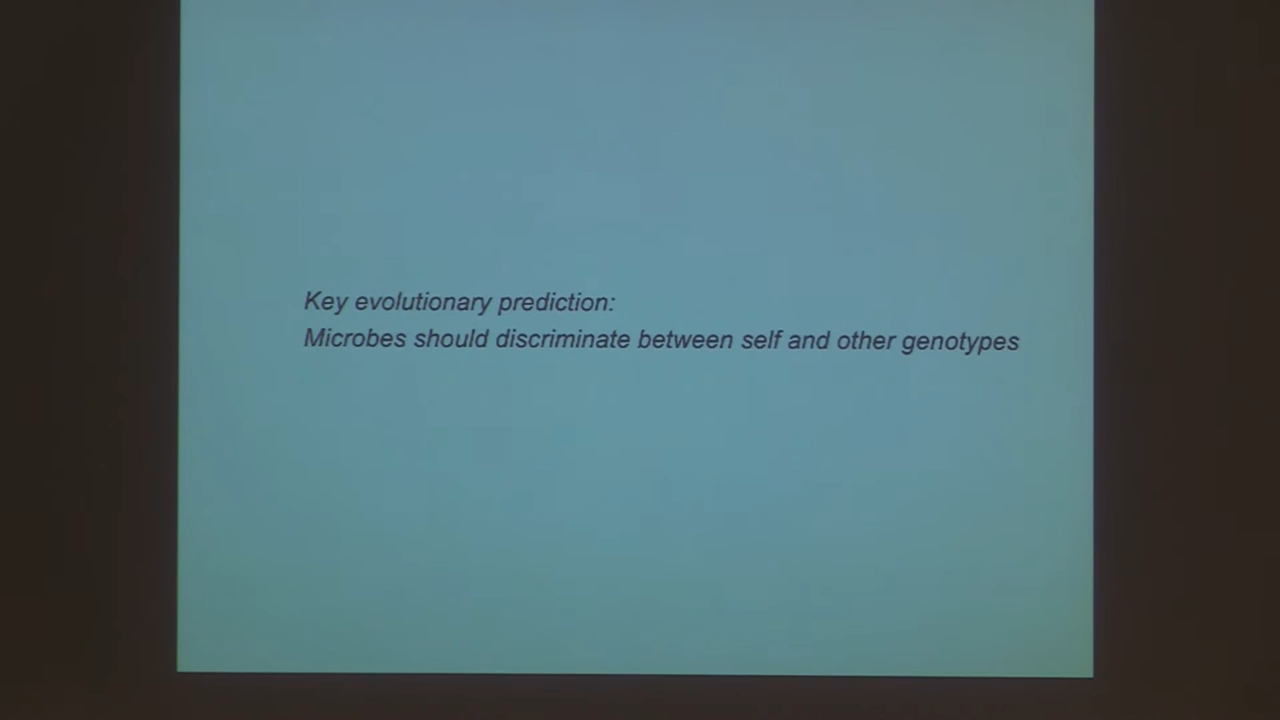 Key evolutionary prediction:
Microbes should discriminate between self and other genotypes